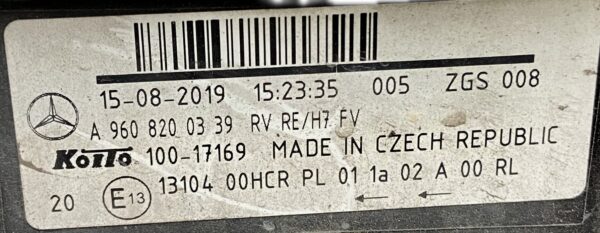 15-08-2019 15:23:35 005 ZGS 008
A 960 820 03 39 RV RE/H7 FV
Koito 100-17169 MADE IN CZECH REPUBLIC
20 E13 13104 00HCR PL 01 1a 02 A 00 RL
← ←